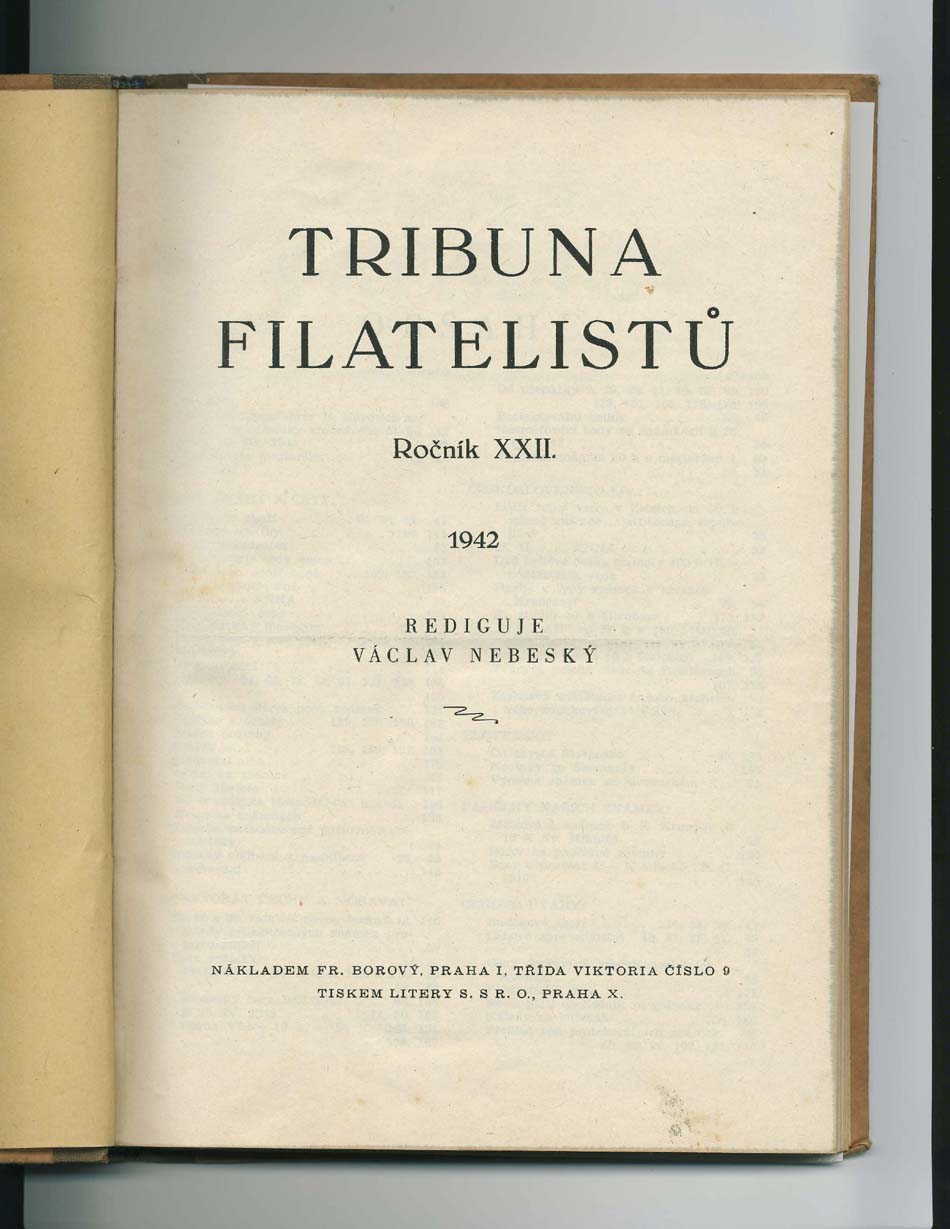 TRIBUNA
FILATELISTŮ
Ročník XXII.
1942
REDIGUJE
VÁCLAV NEBESKÝ
NÁKLADEM FR. BOROVÝ, PRAHA I, TŘÍDA VIKTORIA ČÍSLO 9
TISKEM LITERY S. S R. O., PRAHA X.